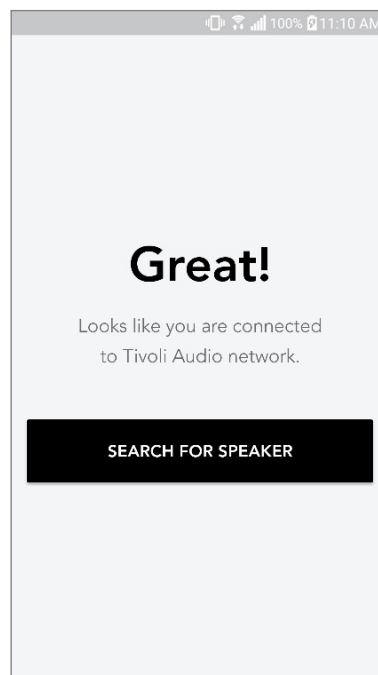 100% 11:10 AM
Great!
Looks like you are connected
to Tivoli Audio network.
SEARCH FOR SPEAKER